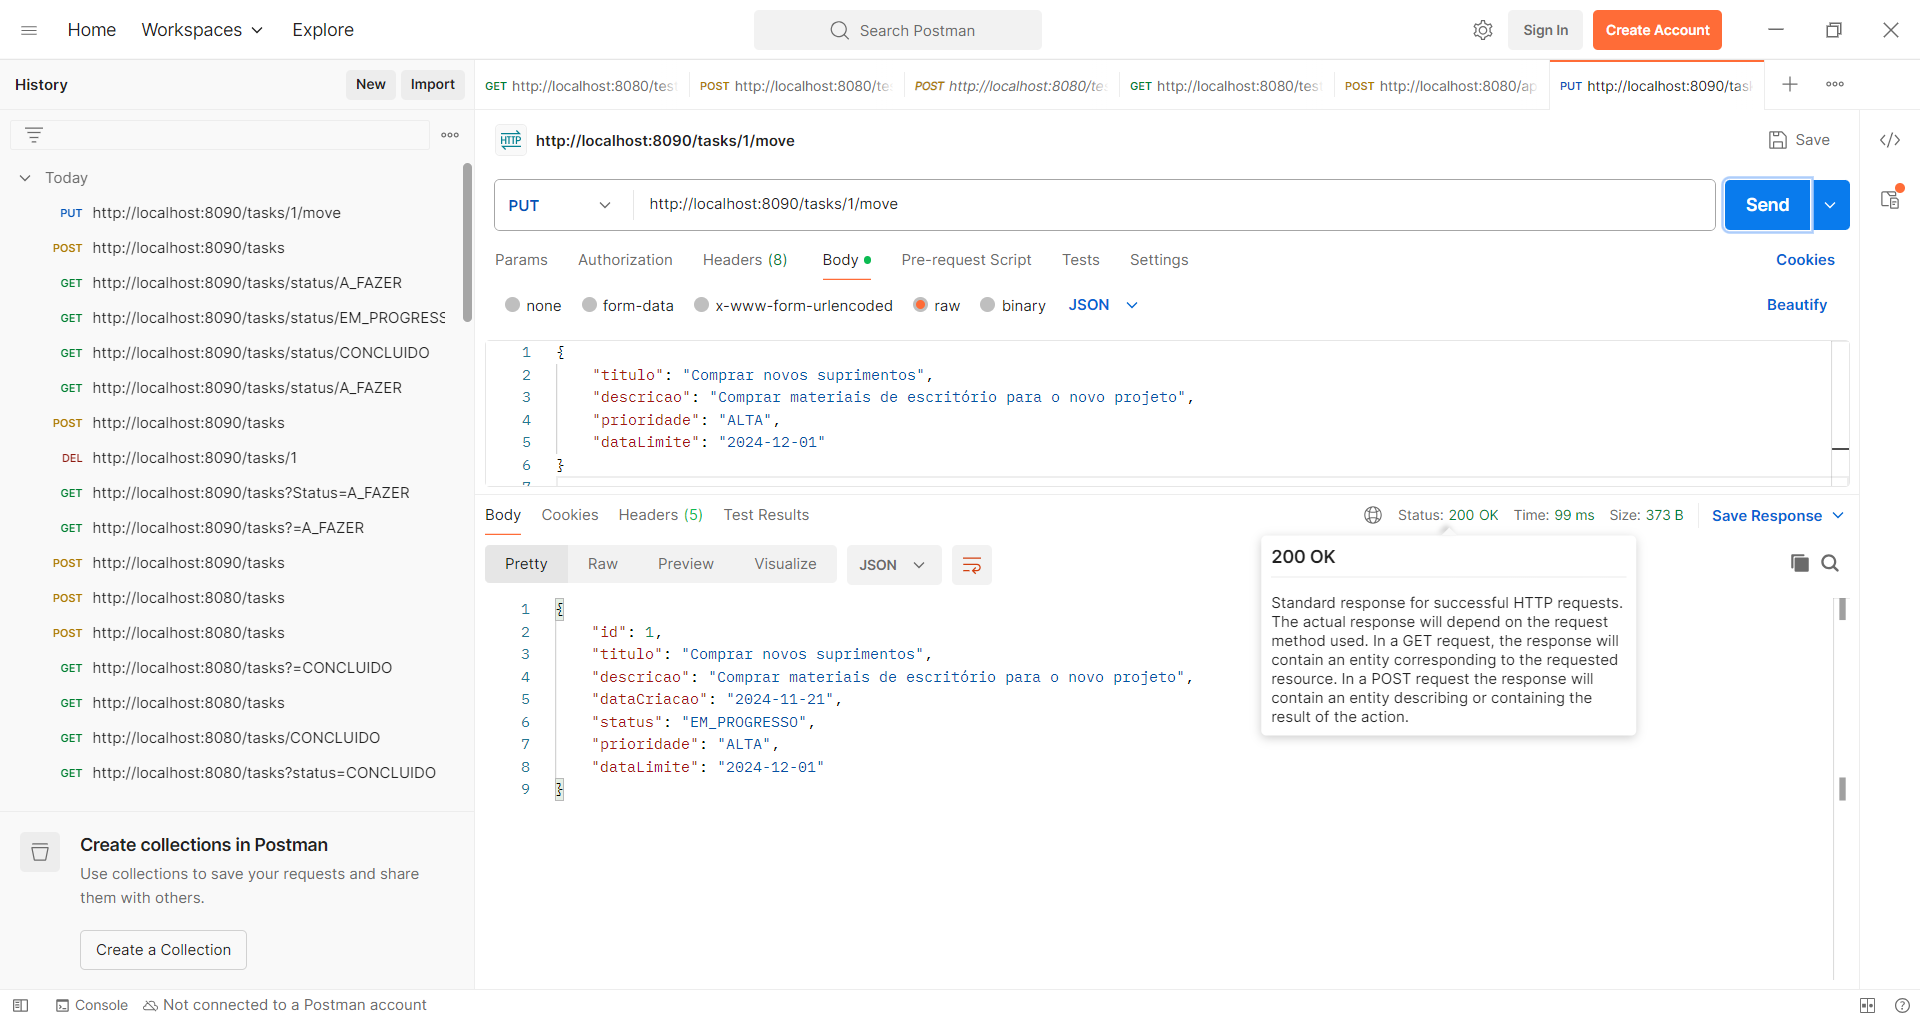 Home
Workspaces
Explore
Search Postman
Sign In
Create Account
History
New
Import
GET http://localhost:8080/tes
POST http://localhost:8080/te
POST http://localhost:8080/te
GET http://localhost:8080/tes
POST http://localhost:8080/ap
PUT http://localhost:8090/tas
HTTP http://localhost:8090/tasks/1/move
Save
Today
PUT http://localhost:8090/tasks/1/move
POST http://localhost:8090/tasks
GET http://localhost:8090/tasks/status/A_FAZER
GET http://localhost:8090/tasks/status/EM_PROGRESS
GET http://localhost:8090/tasks/status/CONCLUIDO
GET http://localhost:8090/tasks/status/A_FAZER
POST http://localhost:8090/tasks
DEL http://localhost:8090/tasks/1
GET http://localhost:8090/tasks?Status=A_FAZER
GET http://localhost:8090/tasks?=A_FAZER
POST http://localhost:8090/tasks
POST http://localhost:8080/tasks
POST http://localhost:8080/tasks
GET http://localhost:8080/tasks?=CONCLUIDO
GET http://localhost:8080/tasks
GET http://localhost:8080/tasks/CONCLUIDO
GET http://localhost:8080/tasks?status=CONCLUIDO
Create collections in Postman
Use collections to save your requests and share
them with others.
Create a Collection
PUT
http://localhost:8090/tasks/1/move
Send
Params
Authorization
Headers (8)
Body
Pre-request Script
Tests
Settings
Cookies
none
form-data
x-www-form-urlencoded
raw
binary
JSON
Beautify
1 {
2 "titulo": "Comprar novos suprimentos",
3 "descricao": "Comprar materiais de escritório para o novo projeto",
4 "prioridade": "ALTA",
5 "dataLimite": "2024-12-01"
6 }
7
Body
Cookies
Headers (5)
Test Results
Status: 200 OK
Time: 99 ms
Size: 373 B
Save Response
Pretty
Raw
Preview
Visualize
JSON
200 OK
Standard response for successful HTTP requests.
The actual response will depend on the request
method used. In a GET request, the response will
contain an entity corresponding to the requested
resource. In a POST request the response will
contain an entity describing or containing the
result of the action.
1 {
2 "id": 1,
3 "titulo": "Comprar novos suprimentos",
4 "descricao": "Comprar materiais de escritório para o novo projeto",
5 "dataCriacao": "2024-11-21",
6 "status": "EM_PROGRESSO",
7 "prioridade": "ALTA",
8 "dataLimite": "2024-12-01"
9 }
Console
Not connected to a Postman account